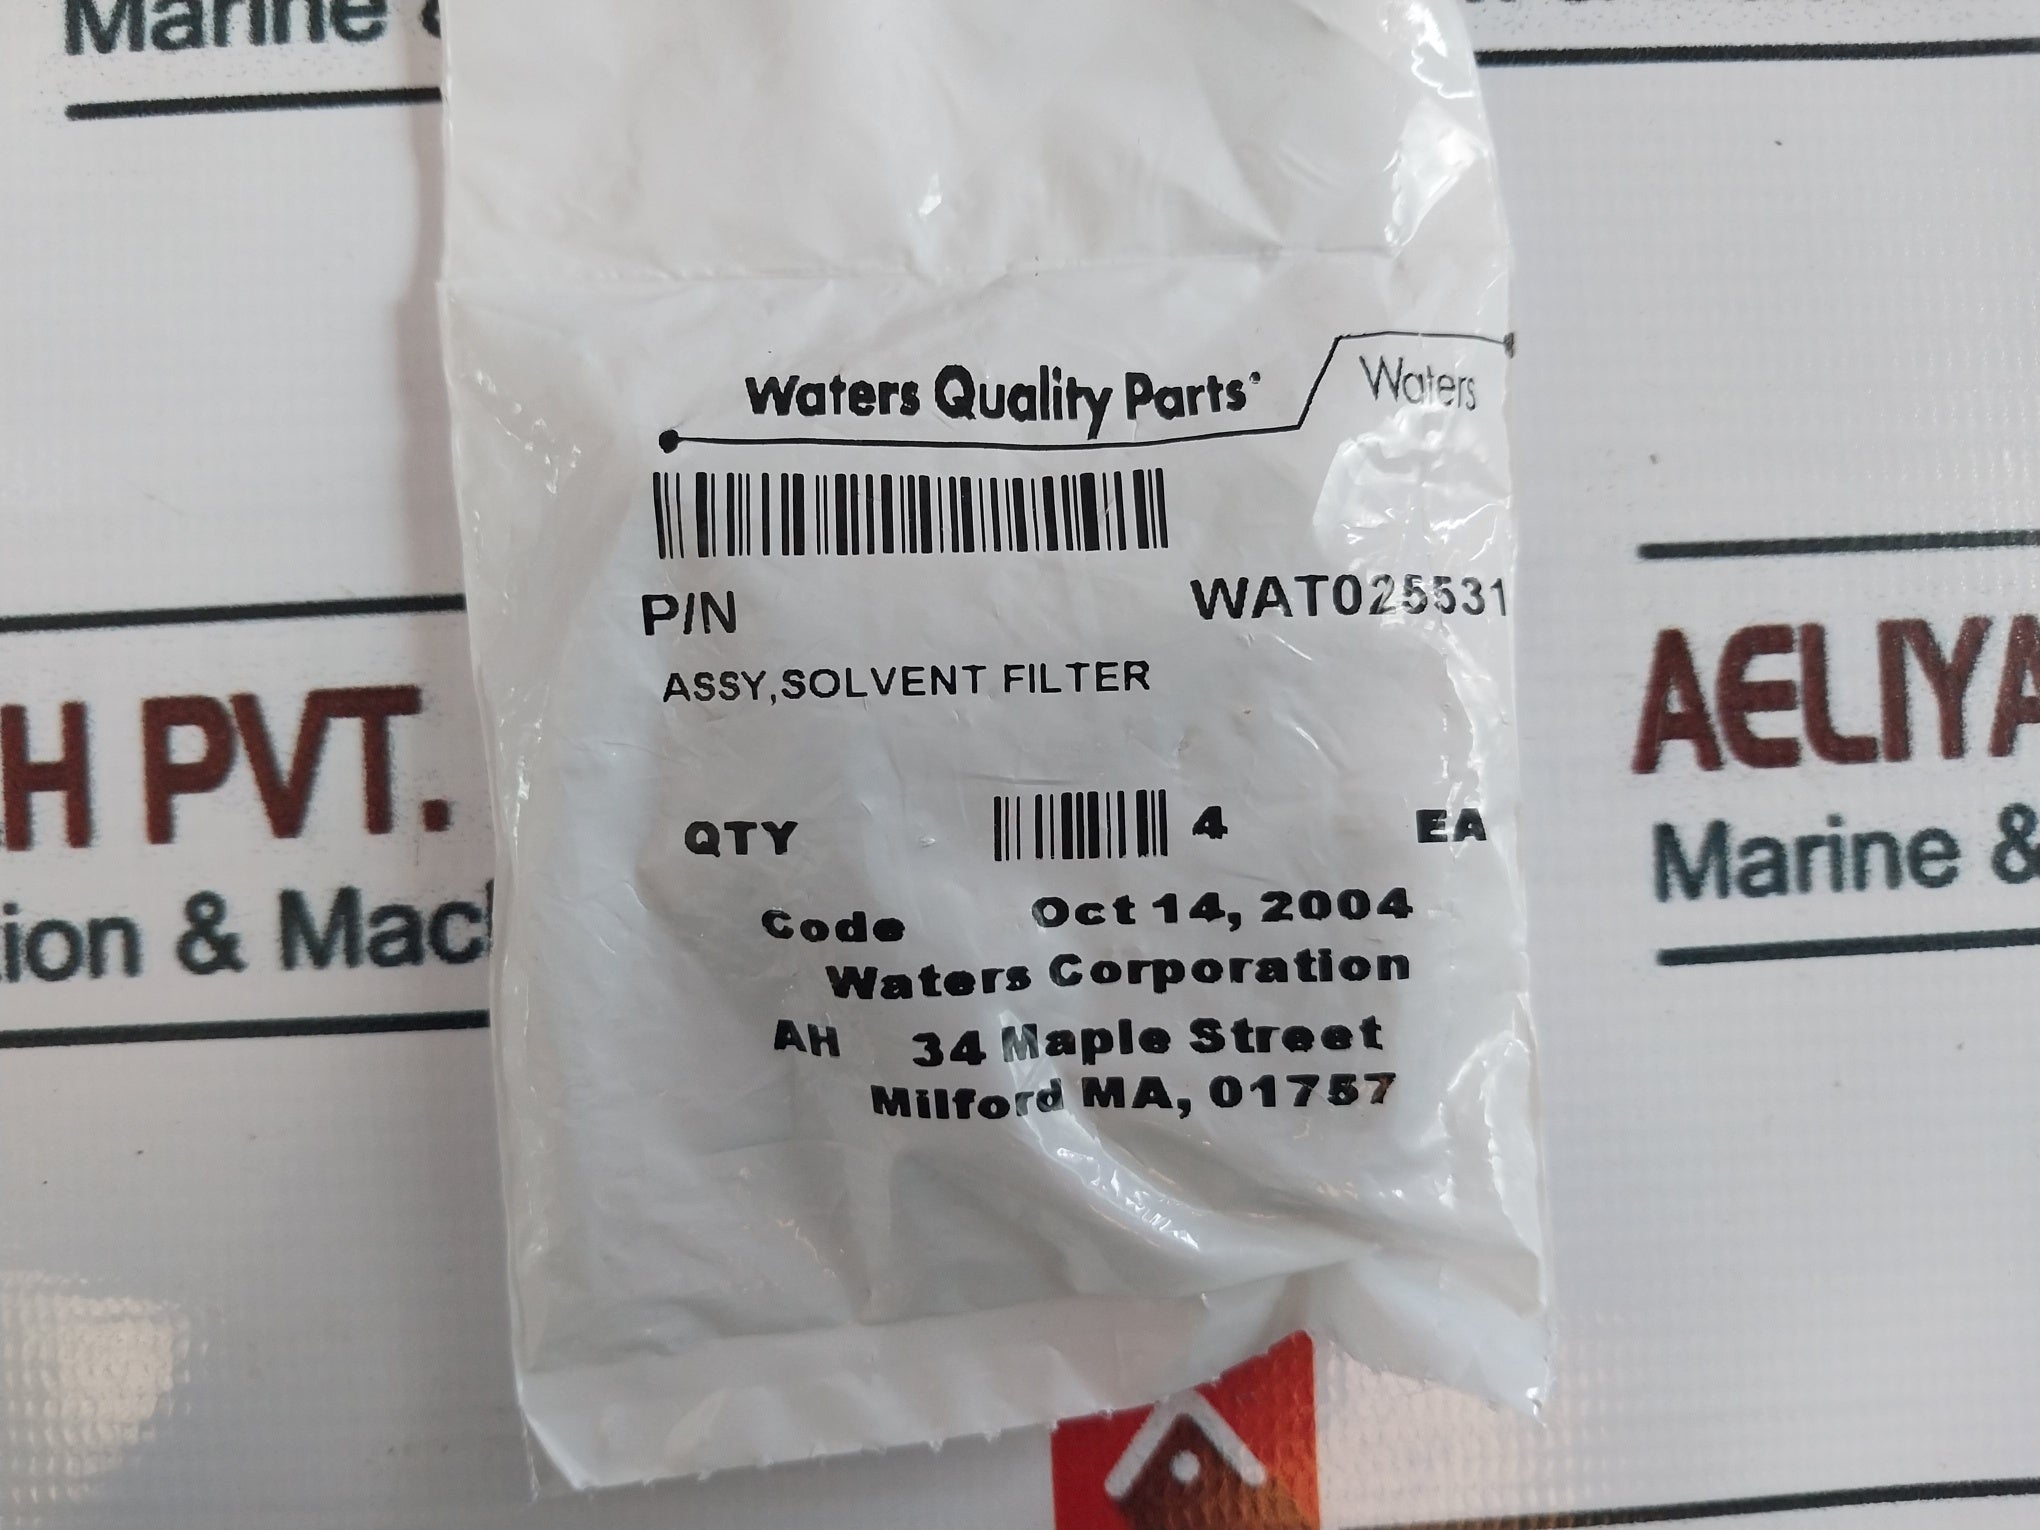 Marine &
Waters Quality Parts
Waters
P/N WAT025531
ASSY,SOLVENT FILTER
QTY 4 EA
Code Oct 14, 2004
Waters Corporation
AH 34 Maple Street
Milford MA, 01757
H PVT.
ion & Mac
AELIYA
Marine &